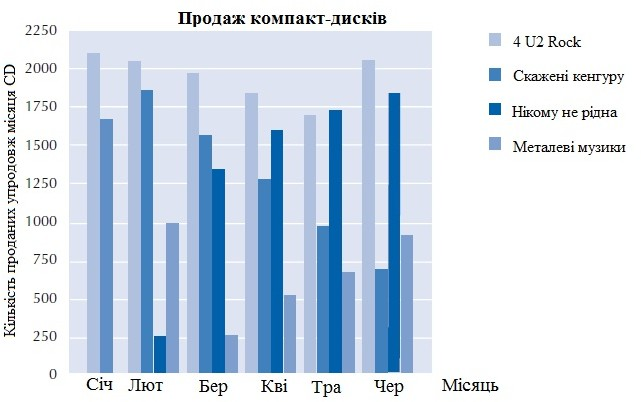 Продаж компакт-дисків
Кількість проданих упродовж місяця CD
2250
2000
1750
1500
1250
1000
750
500
250
0
Січ Лют Бер Кві Тра Чер Місяць
4 U2 Rock
Скажені кенгуру
Нікому не рідна
Металеві музики